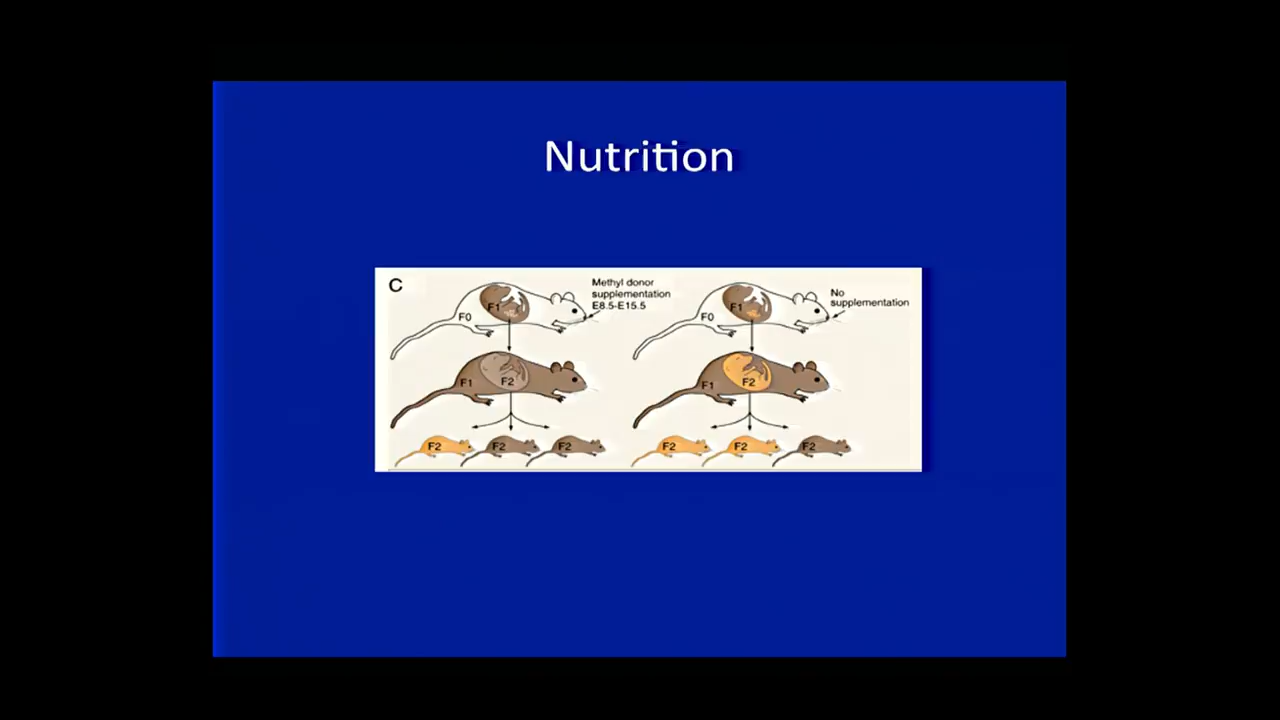 Nutrition
C
Methyl donor
supplementation
E8.5-E15.5
F1
F0
F1
F2
F2
F2
F2
No
supplementation
F1
F0
F1
F2
F2
F2
F2